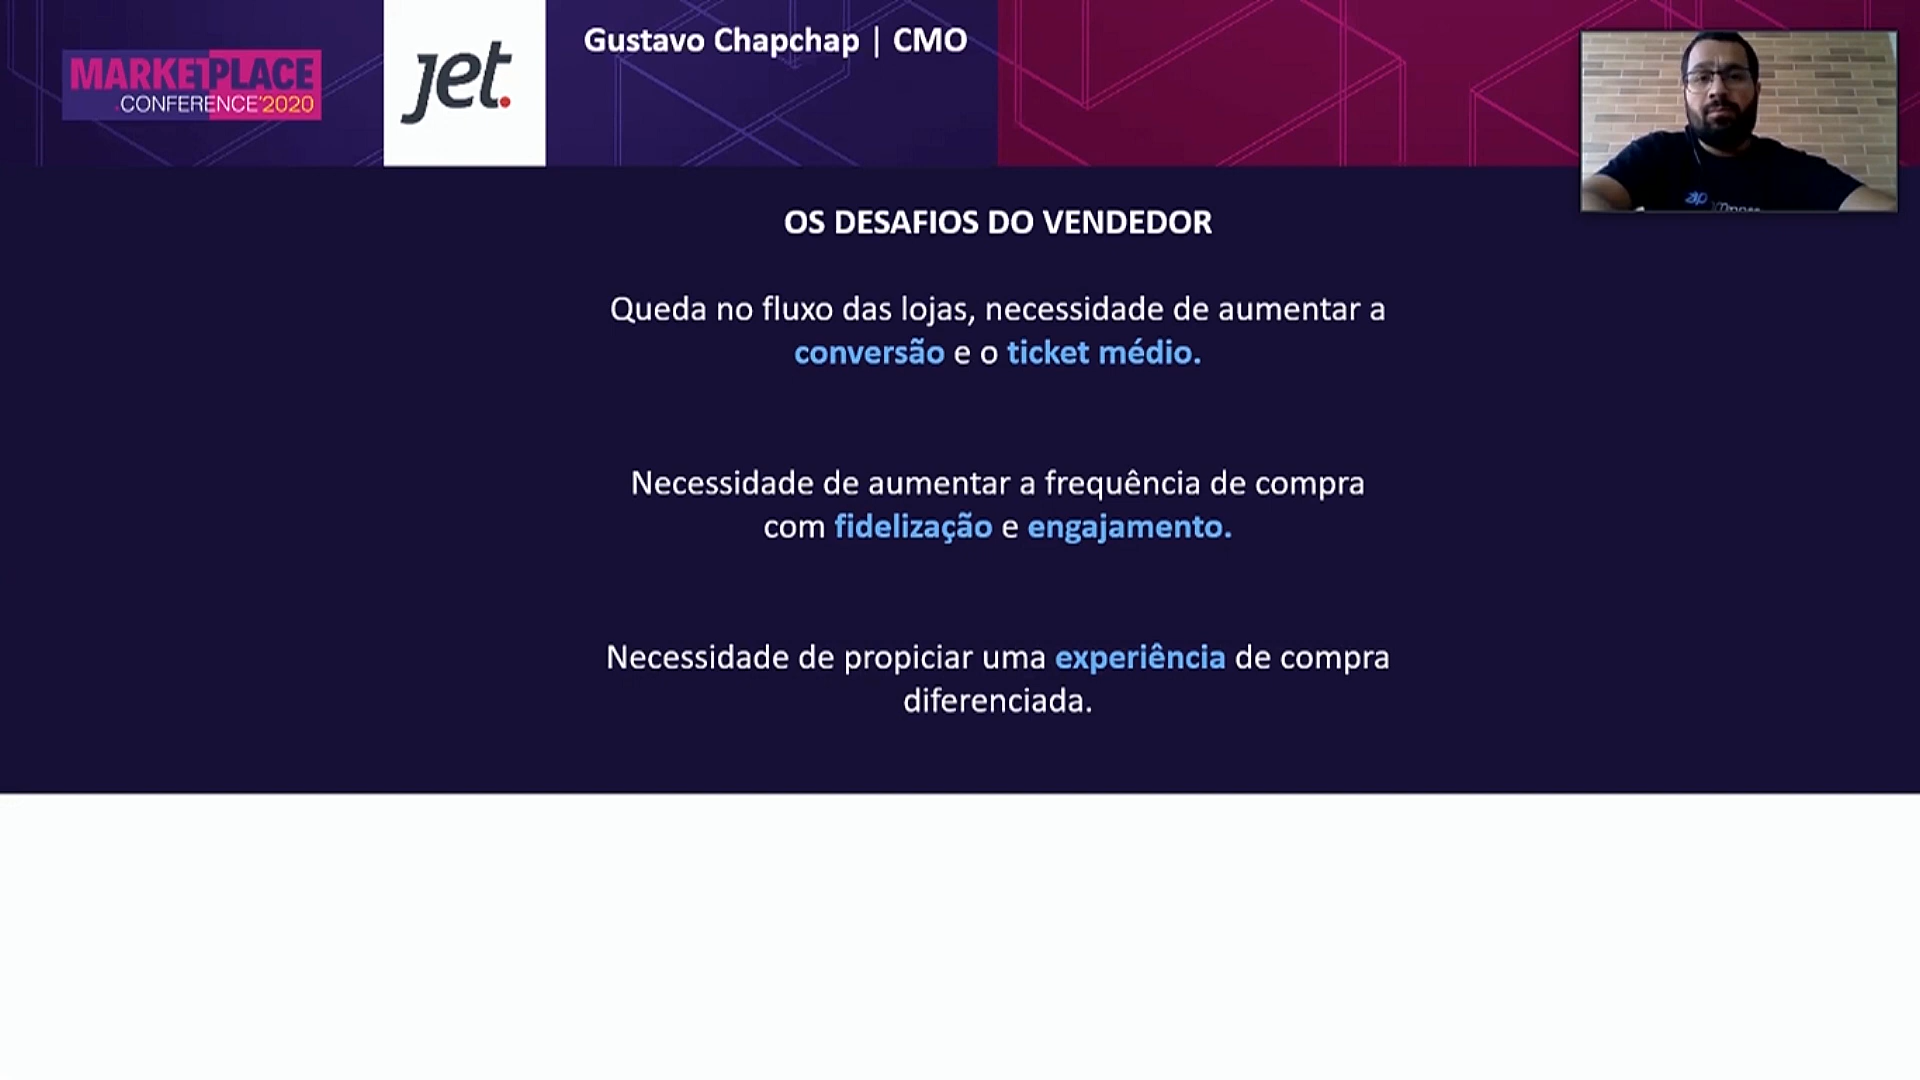 MARKETPLACE
.CONFERENCE'2020
jet.
Gustavo Chapchap | CMO
OS DESAFIOS DO VENDEDOR
Queda no fluxo das lojas, necessidade de aumentar a
conversão e o ticket médio.
Necessidade de aumentar a frequência de compra
com fidelização e engajamento.
Necessidade de propiciar uma experiência de compra
diferenciada.